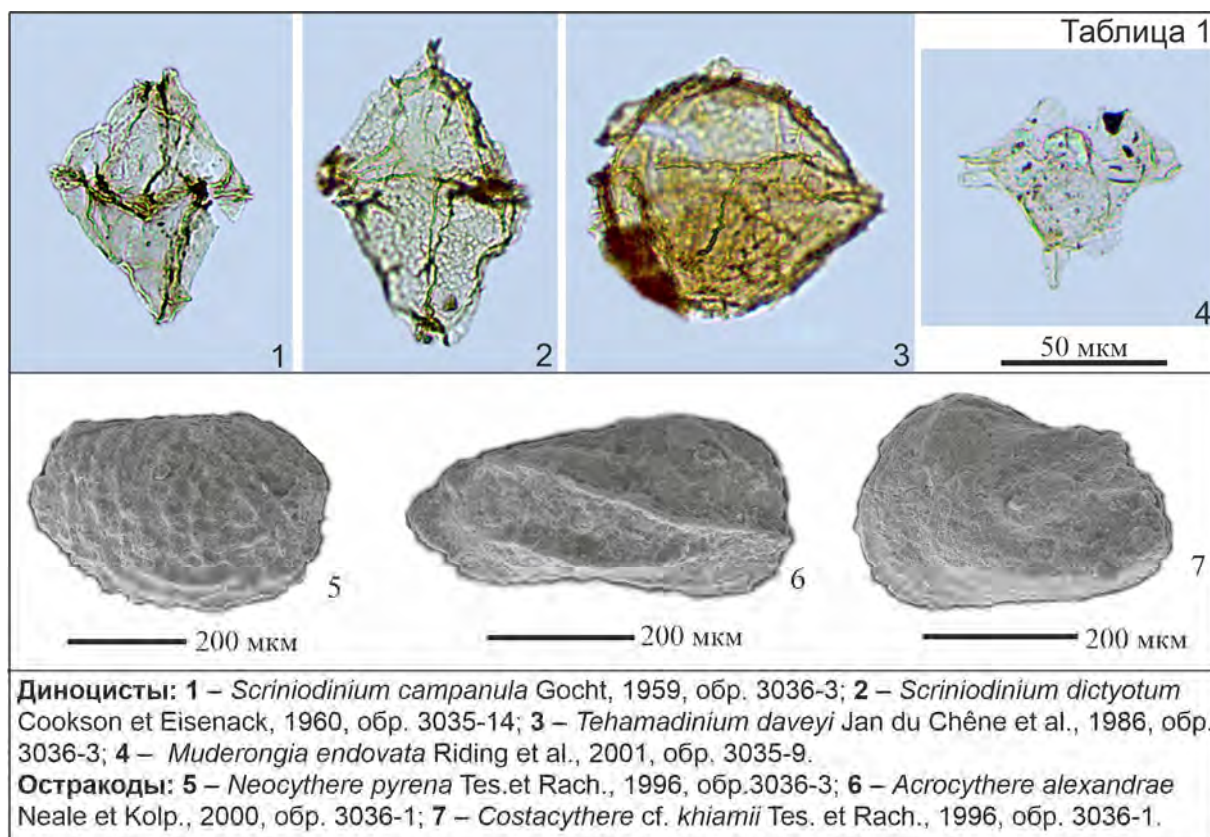 Таблица 1
1
2
3
4
50 мкм
5
6
7
200 мкм
200 мкм
200 мкм
Диноцисты: 1 – Scriniodinium campanula Gocht, 1959, обр. 3036-3; 2 – Scriniodinium dictyotum
Cookson et Eisenack, 1960, обр. 3035-14; 3 – Tehamadinium daveyi Jan du Chêne et al., 1986, обр.
3036-3; 4 – Muderongia endovata Riding et al., 2001, обр. 3035-9.
Остракоды: 5 – Neocythere pyrena Tes.et Rach., 1996, обр.3036-3; 6 – Acrocythere alexandrae
Neale et Kolp., 2000, обр. 3036-1; 7 – Costacythere cf. khiamii Tes. et Rach., 1996, обр. 3036-1.